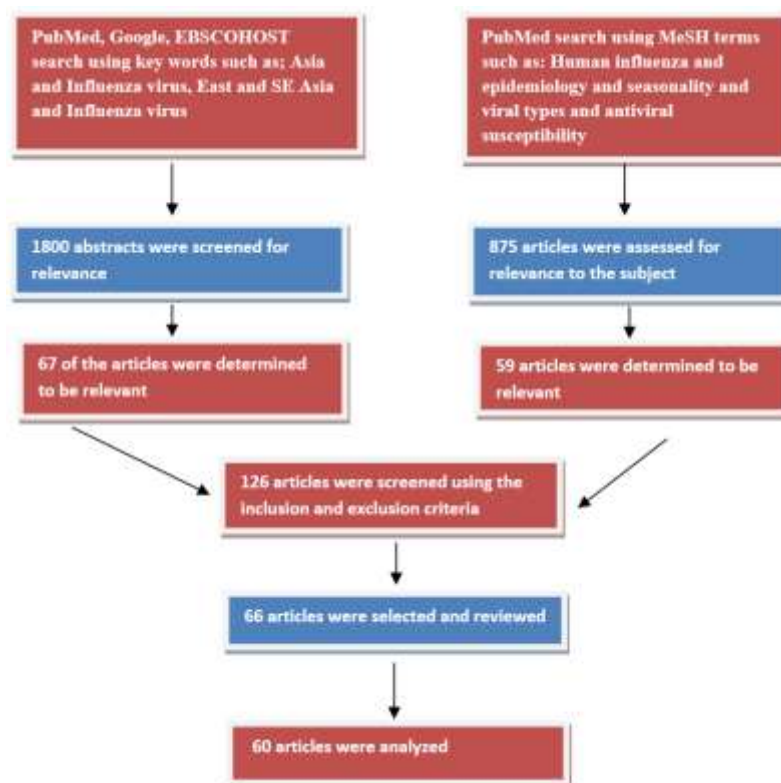 PubMed, Google, EBSCOHOST
search using key words such as; Asia
and Influenza virus, East and SE Asia
and Influenza virus
PubMed search using MeSH terms
such as: Human influenza and
epidemiology and seasonality and
viral types and antiviral
susceptibility
1800 abstracts were screened for
relevance
875 articles were assessed for
relevance to the subject
67 of the articles were determined
to be relevant
59 articles were determined to be
relevant
126 articles were screened using the
inclusion and exclusion criteria
66 articles were selected and reviewed
60 articles were analyzed